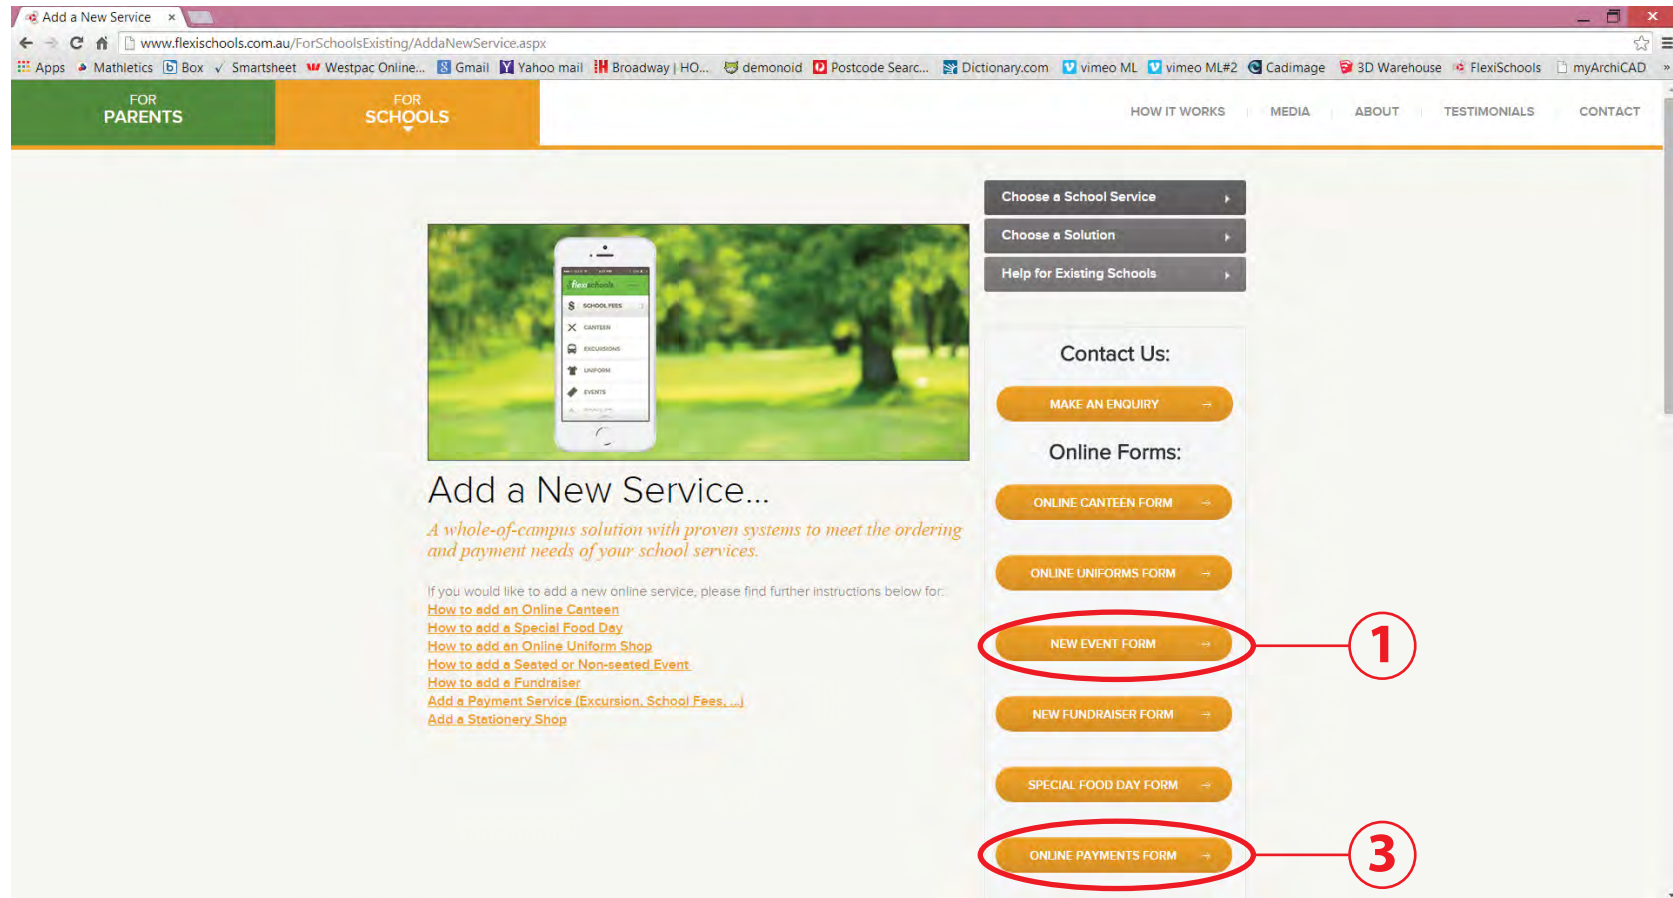 Add a New Service
www.flexischools.com.au/ForSchoolsExisting/AddaNewService.aspx
Apps Mathletics Box Smartsheet Westpac Online... Gmail Yahoo mail Broadway | HO... demonoid Postcode Searc... Dictionary.com vimeo ML vimeo ML#2 Cadimage 3D Warehouse FlexiSchools myArchiCAD »
FOR
PARENTS
FOR
SCHOOLS
HOW IT WORKS MEDIA ABOUT TESTIMONIALS CONTACT
Choose a School Service
Choose a Solution
Help for Existing Schools
flexischools
$ SCHOOL FEES
CANTEEN
EXCURSIONS
UNIFORM
EVENTS
Add a New Service...
A whole-of-campus solution with proven systems to meet the ordering
and payment needs of your school services.
If you would like to add a new online service, please find further instructions below for:
How to add an Online Canteen
How to add a Special Food Day
How to add an Online Uniform Shop
How to add a Seated or Non-seated Event
How to add a Fundraiser
Add a Payment Service (Excursion, School Fees, ...)
Add a Stationery Shop
Contact Us:
MAKE AN ENQUIRY
Online Forms:
ONLINE CANTEEN FORM
ONLINE UNIFORMS FORM
NEW EVENT FORM
1
NEW FUNDRAISER FORM
SPECIAL FOOD DAY FORM
ONLINE PAYMENTS FORM
3